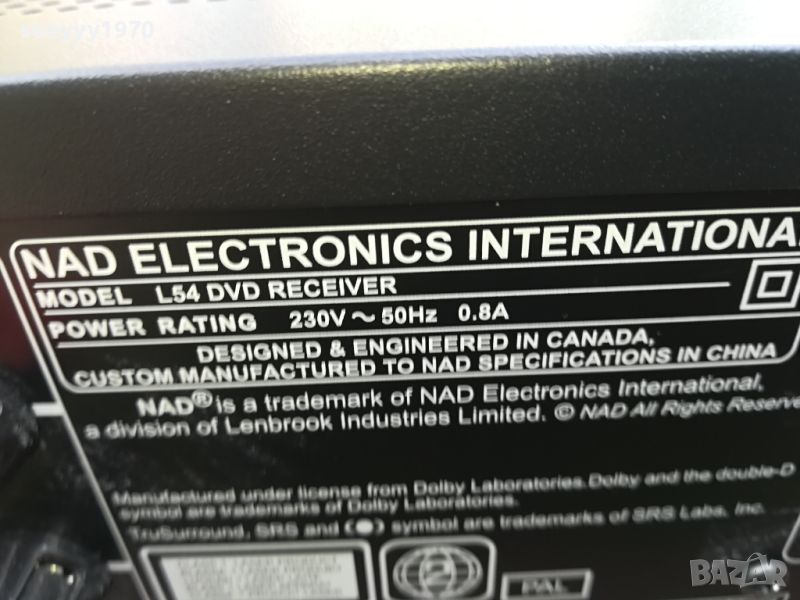 NAD ELECTRONICS INTERNATIONA
MODEL L54 DVD RECEIVER
POWER RATING 230V ~ 50Hz 0.8A
DESIGNED & ENGINEERED IN CANADA,
CUSTOM MANUFACTURED TO NAD SPECIFICATIONS IN CHINA
NAD® is a trademark of NAD Electronics International,
a division of Lenbrook Industries Limited. © NAD All Rights Reserve
Manufactured under license from Dolby Laboratories. Dolby and the double-D
symbol are trademarks of Dolby Laboratories.
TruSurround, SRS and (●) symbol are trademarks of SRS Labs, Inc.
2
PAL
BAZAR